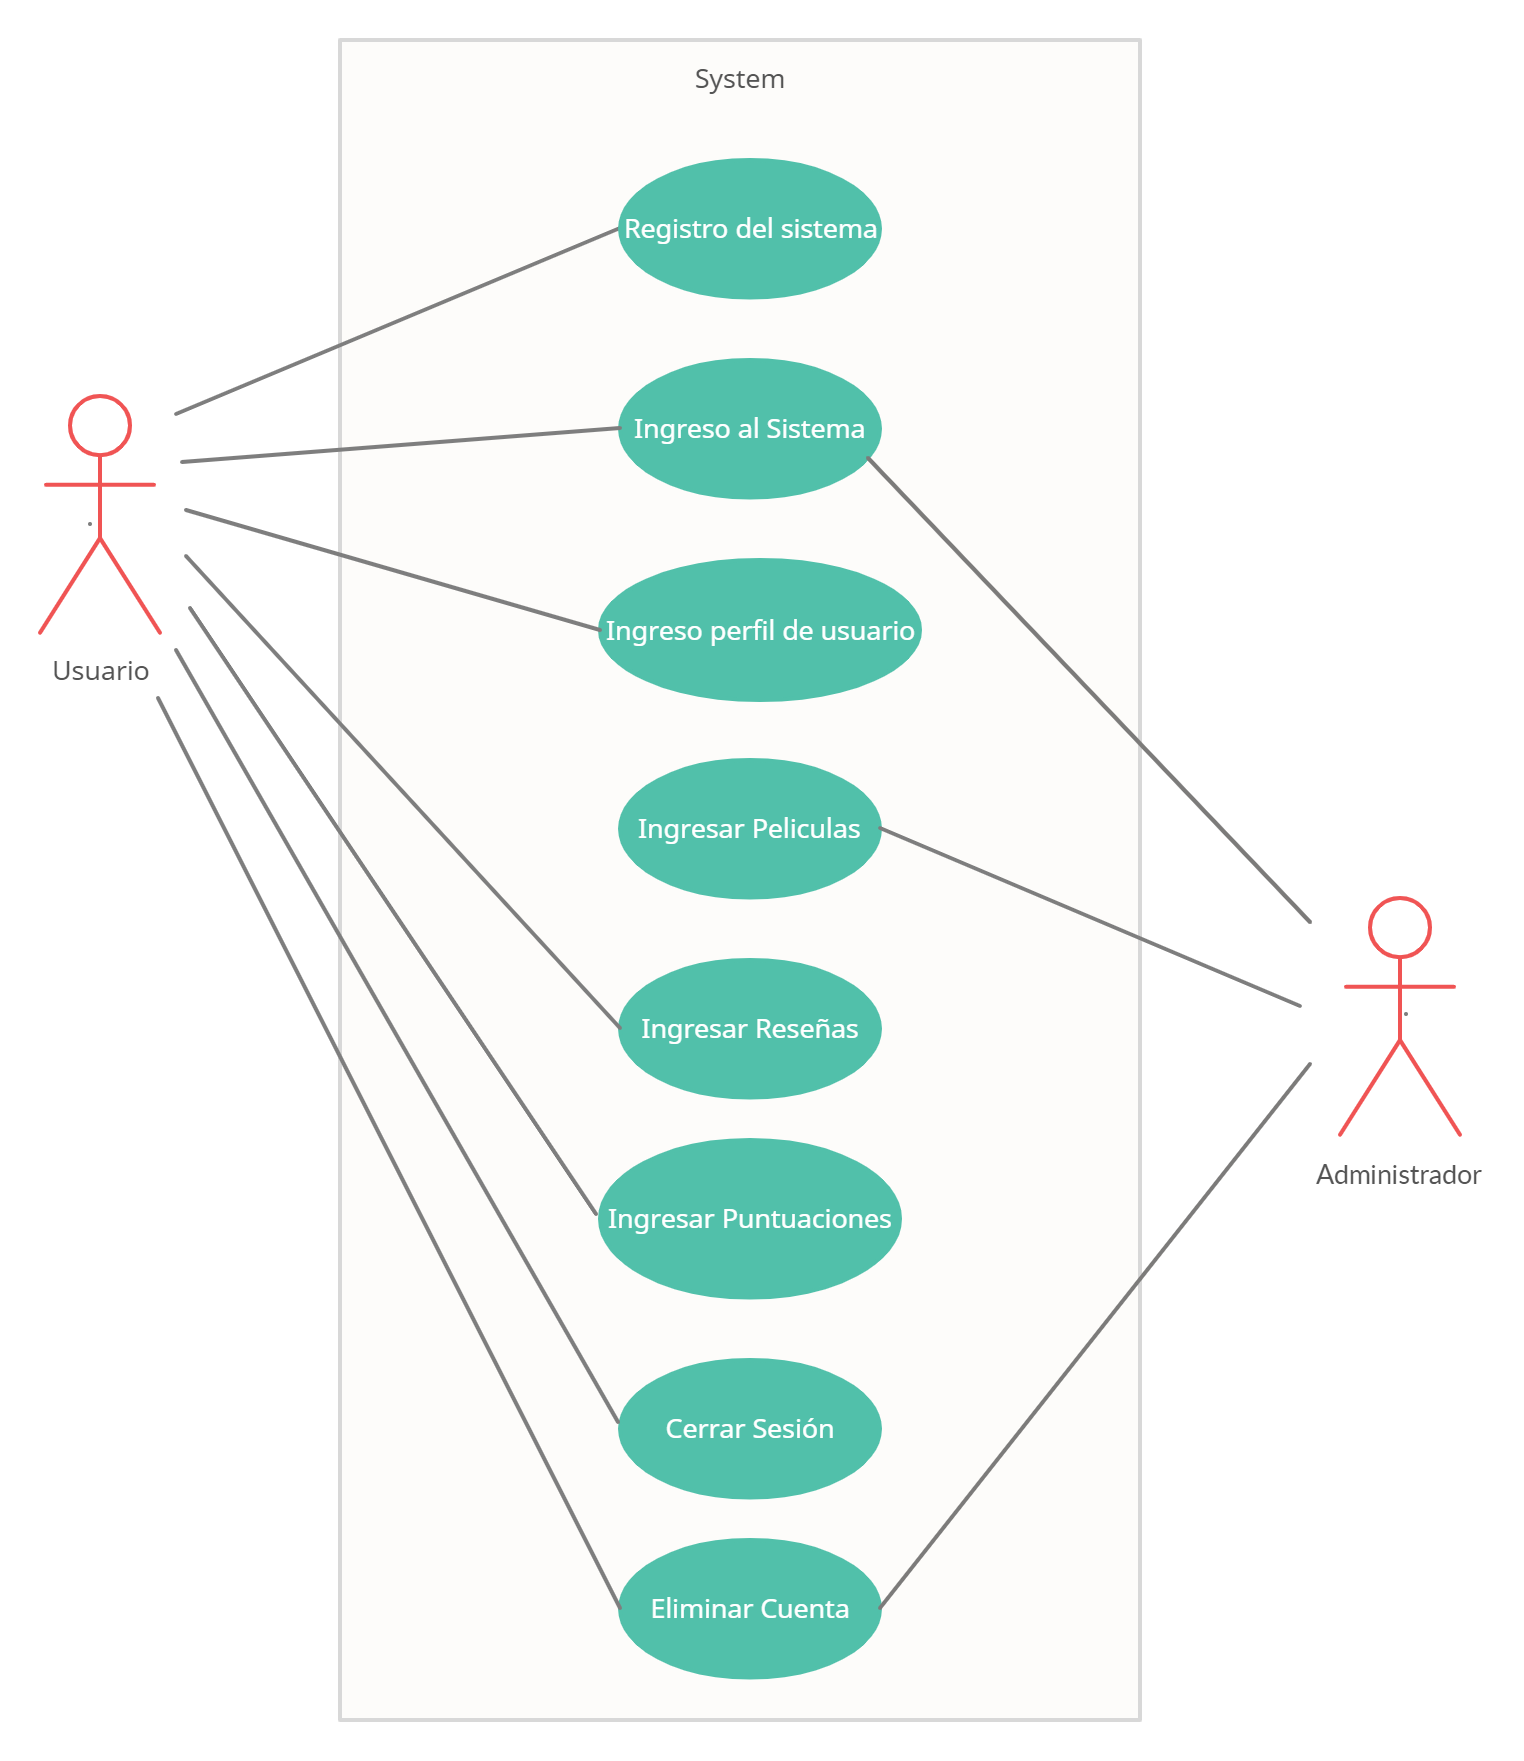 System
Registro del sistema
Ingreso al Sistema
Ingreso perfil de usuario
Usuario
Ingresar Peliculas
Ingresar Reseñas
Administrador
Ingresar Puntuaciones
Cerrar Sesión
Eliminar Cuenta